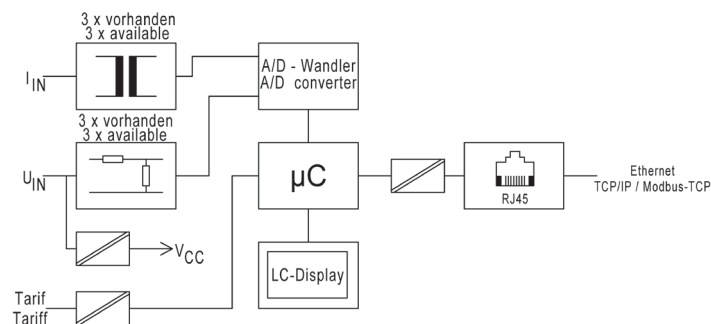 3 x vorhanden
3 x available
I IN
A/D - Wandler
A/D converter
3 x vorhanden
3 x available
U IN
µC
RJ45
Ethernet
TCP/IP / Modbus-TCP
VCC
LC-Display
Tarif
Tariff